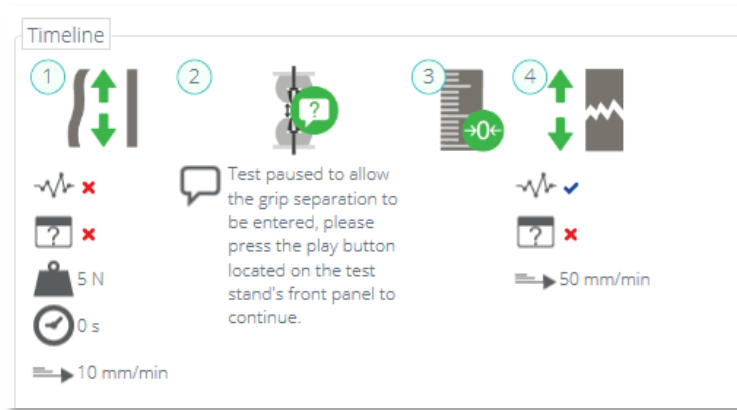 Timeline
1
2
3
4
?
→0←
Test paused to allow
the grip separation to
be entered, please
press the play button
located on the test
stand's front panel to
continue.
?
?
5 N
0 s
10 mm/min
50 mm/min